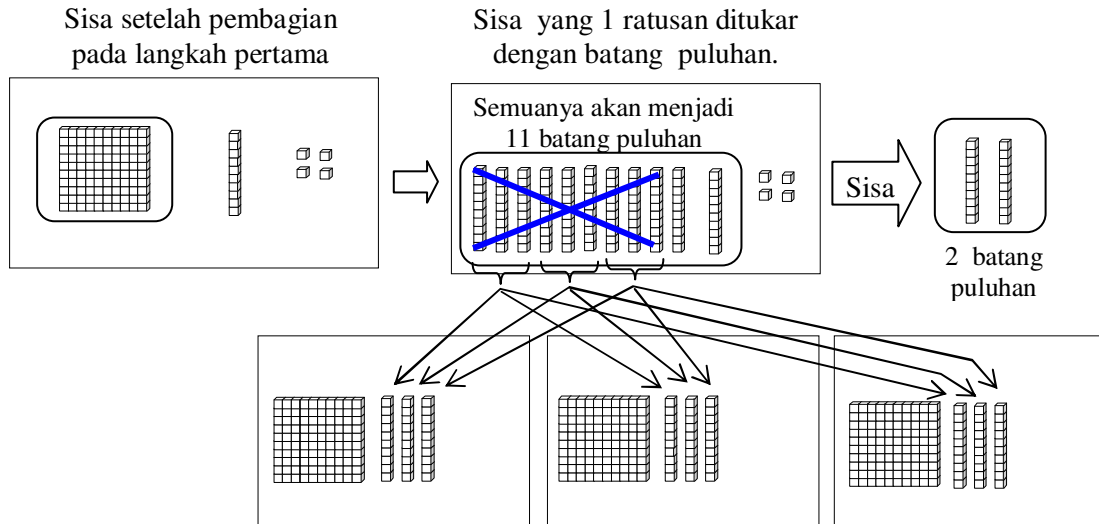 Sisa setelah pembagian
pada langkah pertama
Sisa yang 1 ratusan ditukar
dengan batang puluhan.
Semuanya akan menjadi
11 batang puluhan
Sisa
2 batang
puluhan